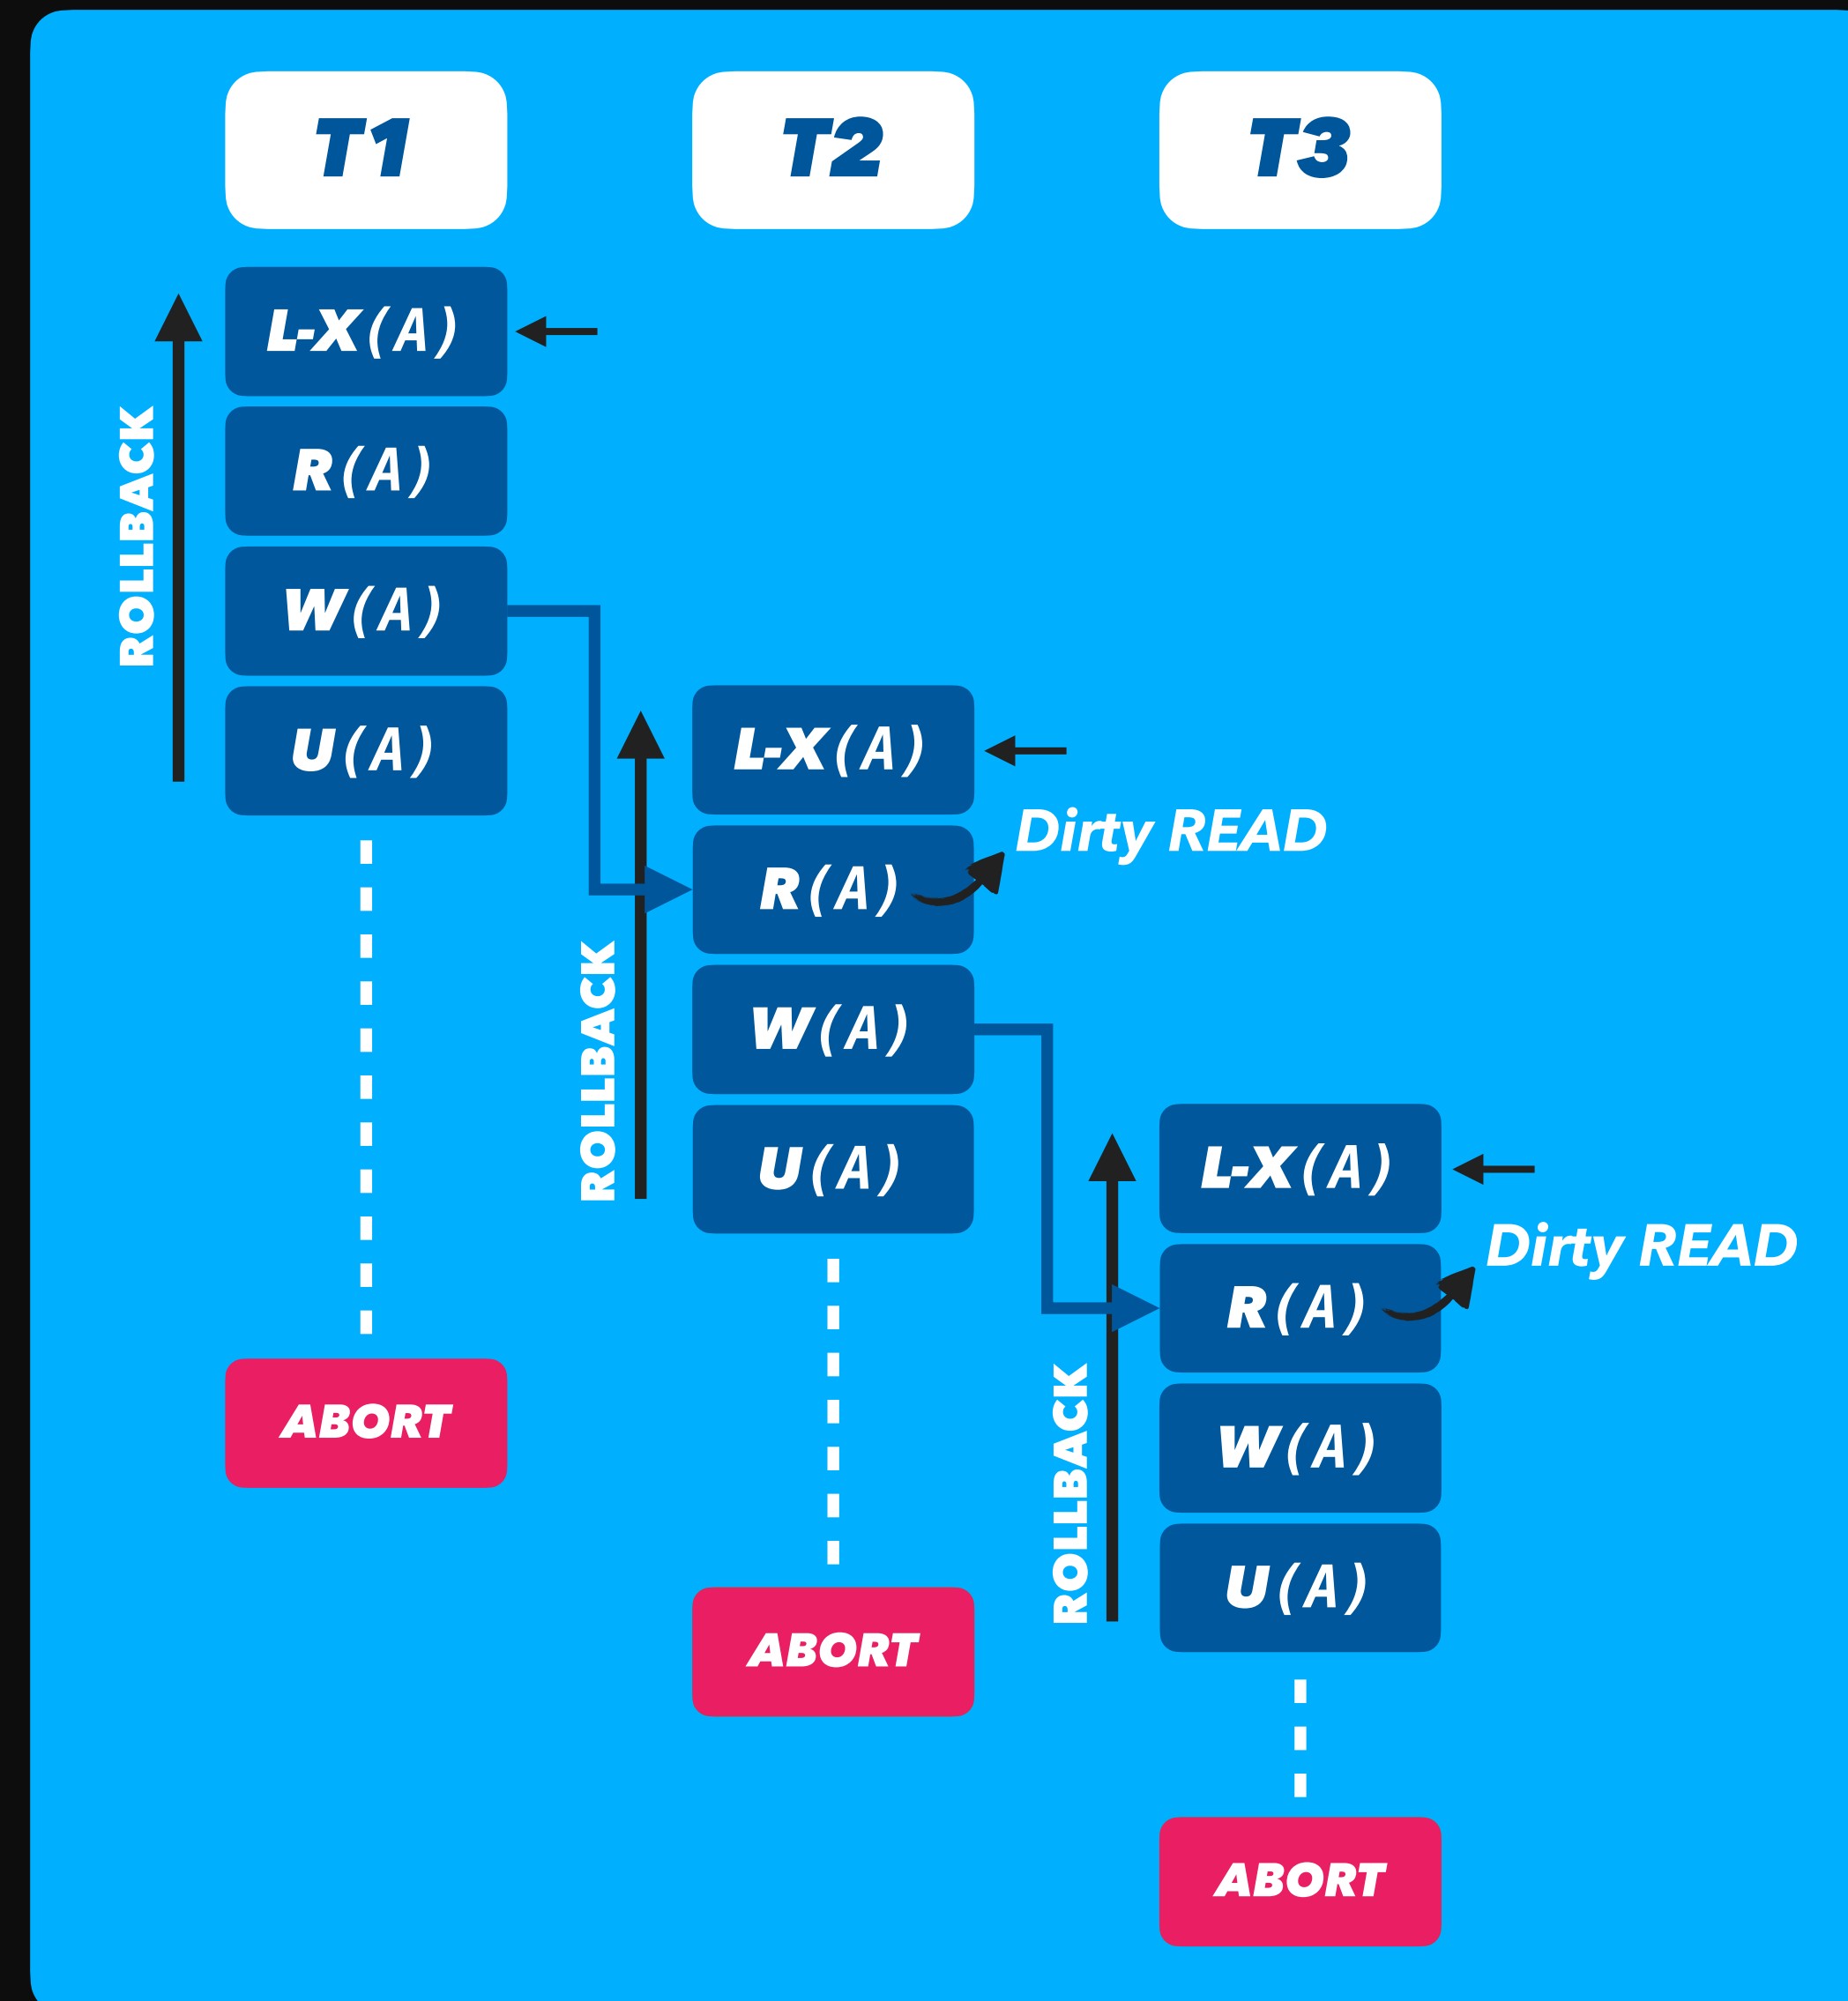 T1
T2
T3
ROLLBACK
L-X(A)
R(A)
W(A)
U(A)
ROLLBACK
L-X(A)
Dirty READ
R(A)
W(A)
U(A)
ROLLBACK
L-X(A)
Dirty READ
R(A)
W(A)
U(A)
ABORT
ABORT
ABORT